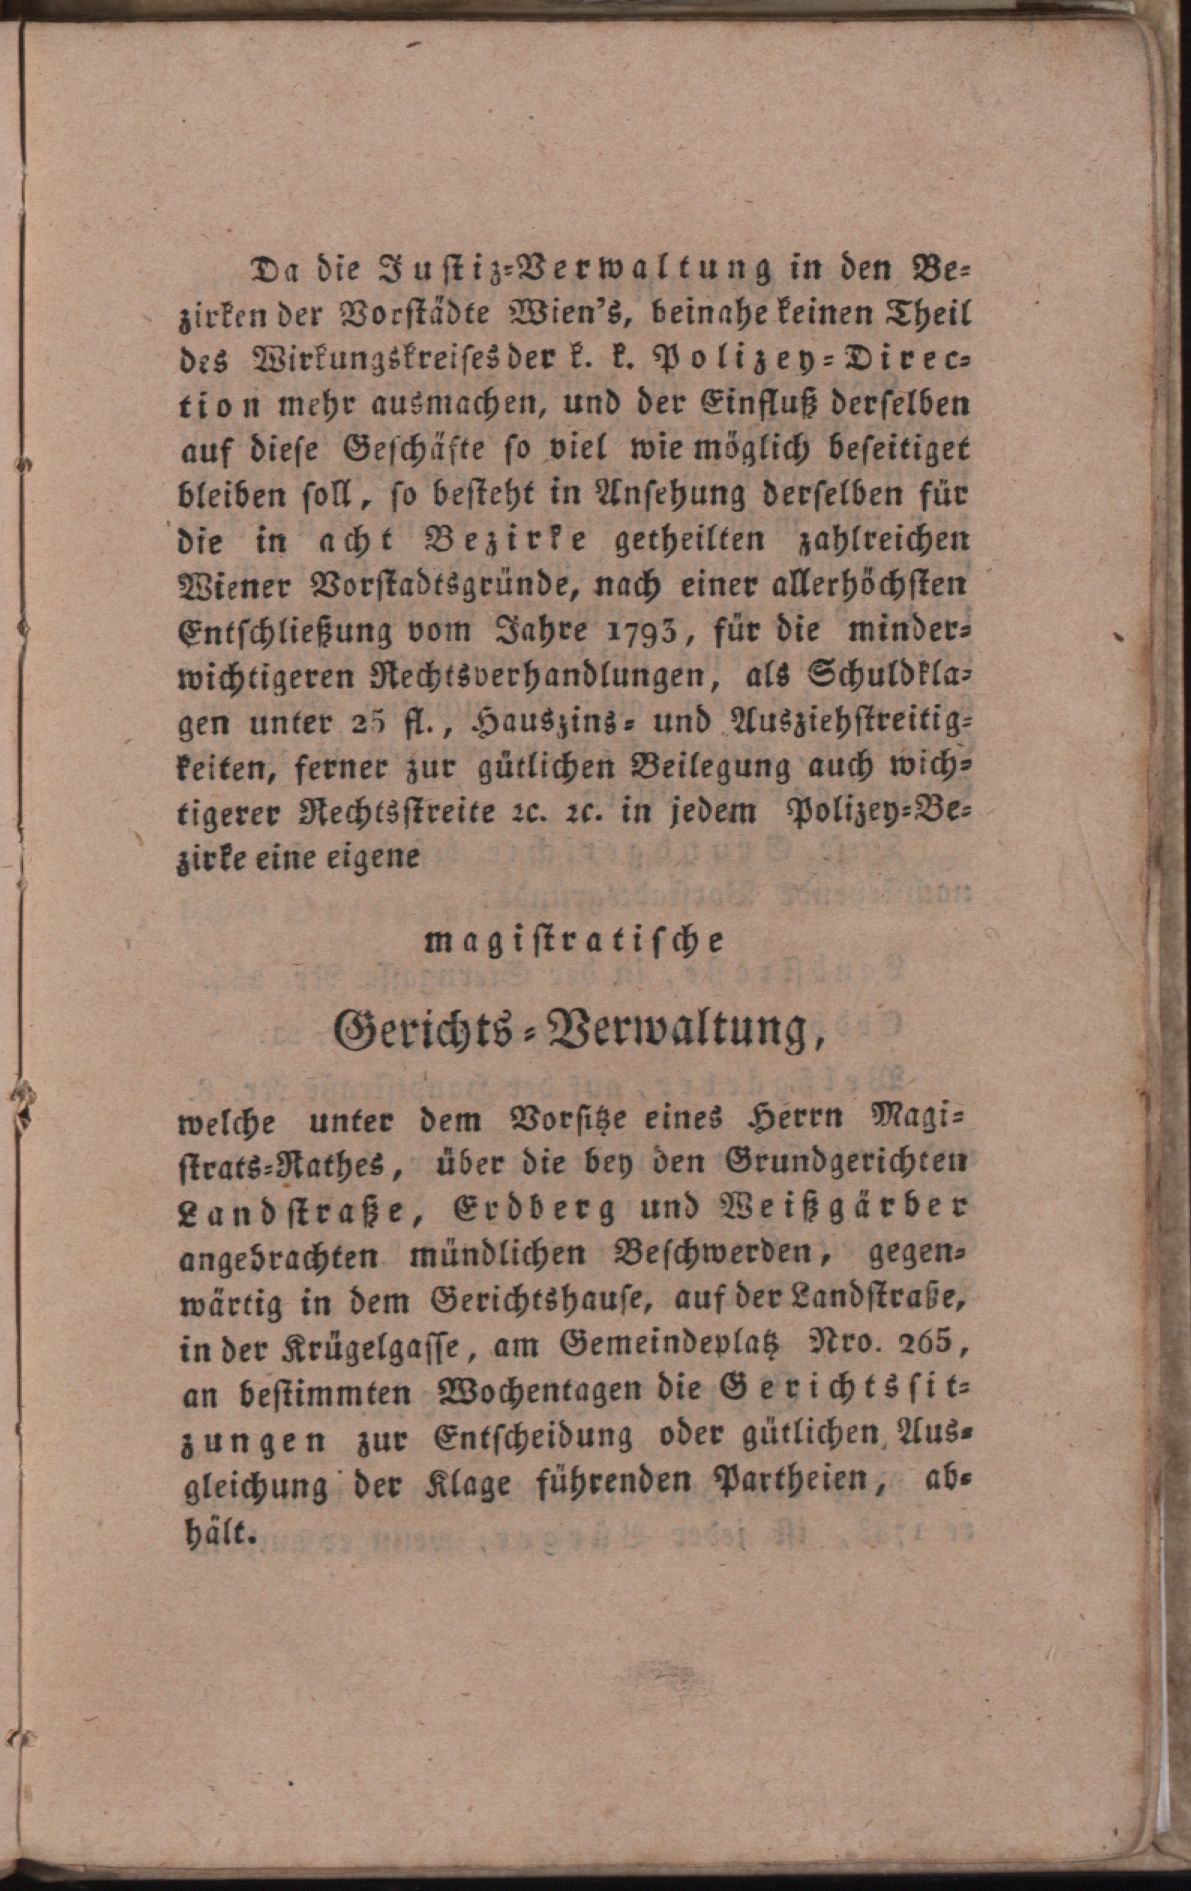 Da die Justiz-Verwaltung in den Be-
zirken der Vorstädte Wien's, beinahe keinen Theil
des Wirkungskreises der k. k. Polizey-Direc-
tion mehr ausmachen, und der Einfluß derselben
auf diese Geschäfte so viel wie möglich beseitiget
bleiben soll, so besteht in Ansehung derselben für
die in acht Bezirke getheilten zahlreichen
Wiener Vorstadtsgründe, nach einer allerhöchsten
Entschließung vom Jahre 1793, für die minder-
wichtigeren Rechtsverhandlungen, als Schuldkla-
gen unter 25 fl., Hauszins- und Ausziehstreitig-
keiten, ferner zur gütlichen Beilegung auch wich-
tigerer Rechtsstreite ꝛc. ꝛc. in jedem Polizey-Be-
zirke eine eigene
magistratische
Gerichts-Verwaltung,
welche unter dem Vorsitze eines Herrn Magi-
strats-Rathes, über die bey den Grundgerichten
Landstraße, Erdberg und Weißgärber
angebrachten mündlichen Beschwerden, gegen-
wärtig in dem Gerichtshause, auf der Landstraße,
in der Krügelgasse, am Gemeindeplatz Nro. 265,
an bestimmten Wochentagen die Gerichtssit-
zungen zur Entscheidung oder gütlichen Aus-
gleichung der Klage führenden Partheien, ab-
hält.